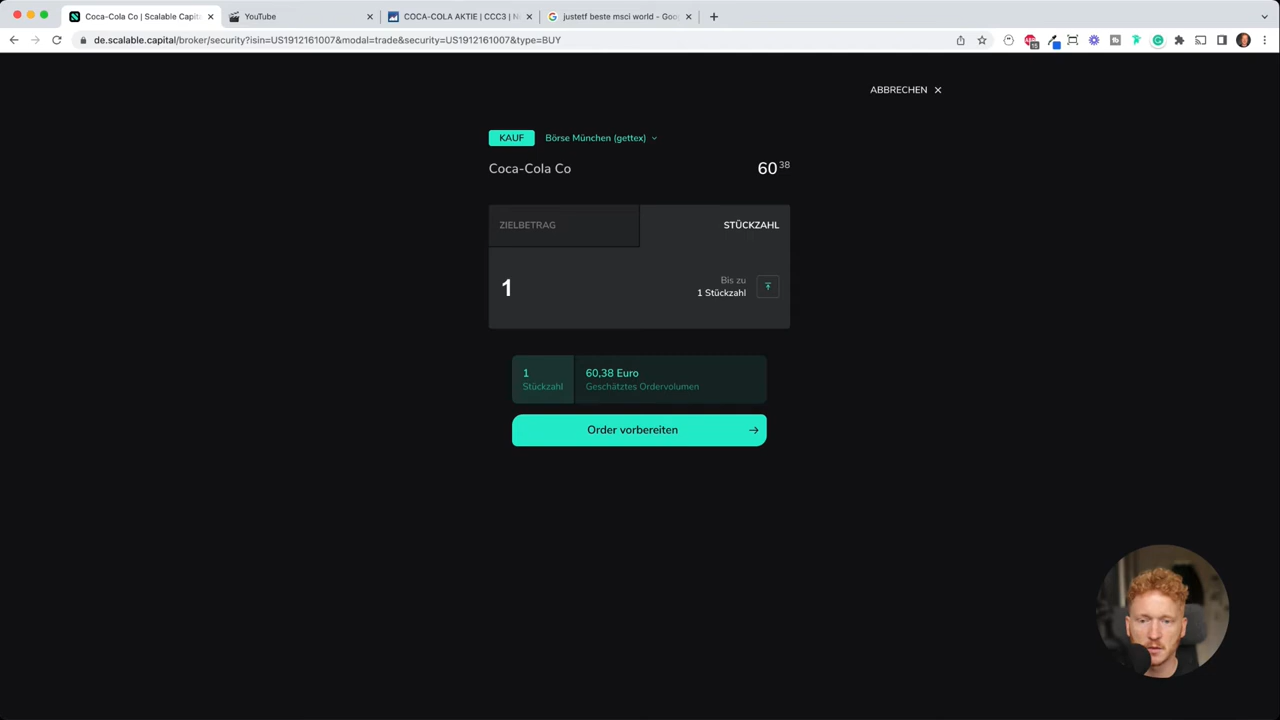 Coca-Cola Co | Scalable Capita
YouTube
COCA-COLA AKTIE | CCC3 | N
justetf beste msci world - Goo
de.scalable.capital/broker/security?isin=US1912161007&modal=trade&security=US1912161007&type=BUY
ABBRECHEN
KAUF Börse München (gettex)
Coca-Cola Co 60 38
ZIELBETRAG STÜCKZAHL
1
Bis zu
1 Stückzahl
1 60,38 Euro
Stückzahl Geschätztes Ordervolumen
Order vorbereiten